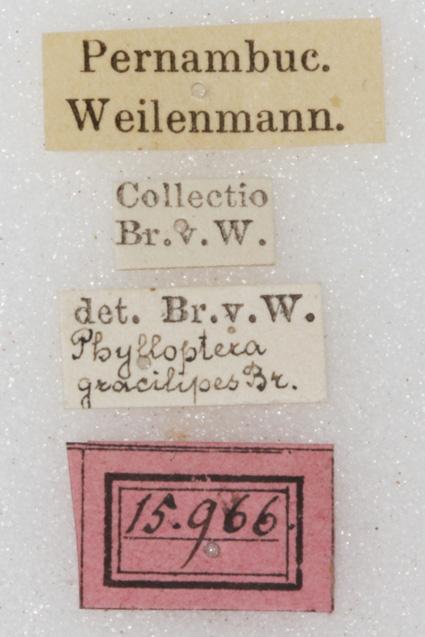 Pernambuc.
Weilenmann.
Collectio
Br.v.W.
det. Br.v.W.
Phylloptera
gracilipes Br.
15.966.